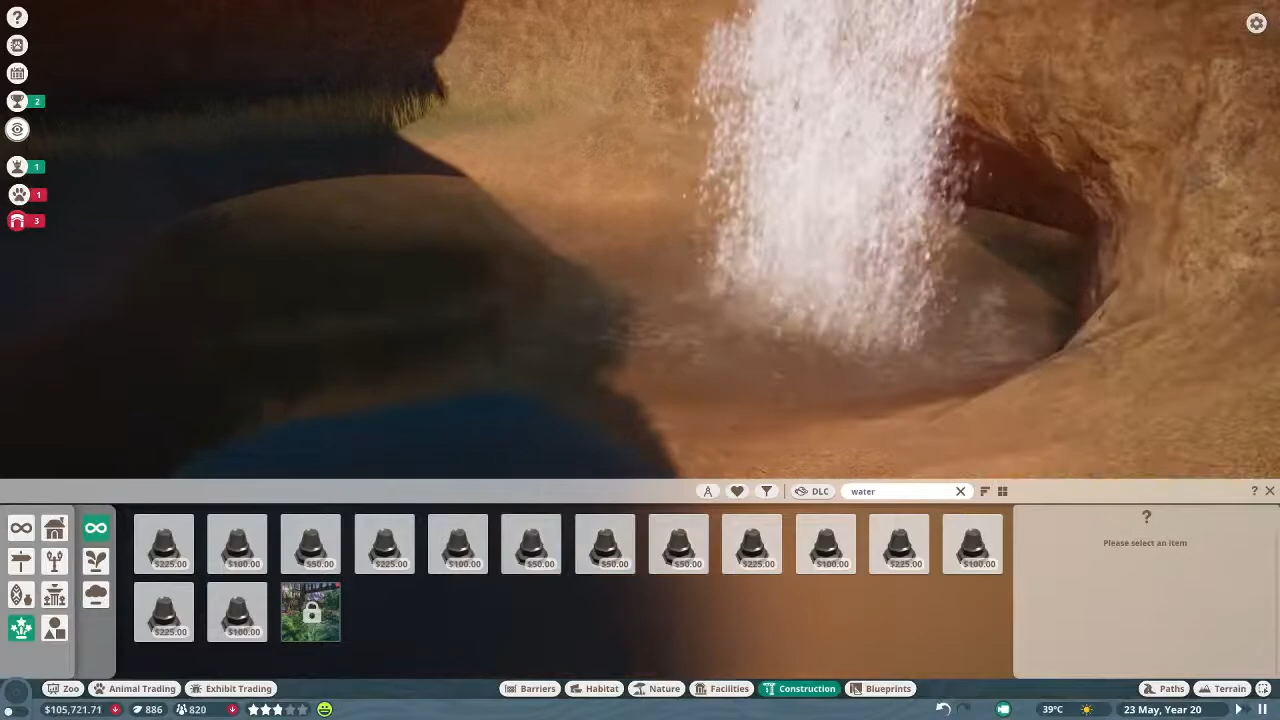 ?
2
1
1
3
DLC
water
?
$225.00 $100.00 $50.00 $225.00 $100.00 $50.00 $50.00 $50.00 $225.00 $100.00 $225.00 $100.00
?
Please select an item
$225.00 $100.00
Zoo Animal Trading Exhibit Trading Barriers Habitat Nature Facilities Construction Blueprints Paths Terrain
$105,721.71 886 820 39°C 23 May, Year 20